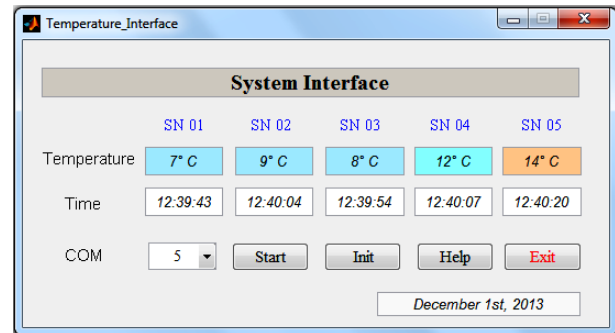 Temperature_Interface
System Interface
SN 01 SN 02 SN 03 SN 04 SN 05
Temperature 7° C 9° C 8° C 12° C 14° C
Time 12:39:43 12:40:04 12:39:54 12:40:07 12:40:20
COM 5 Start Init Help Exit
December 1st, 2013